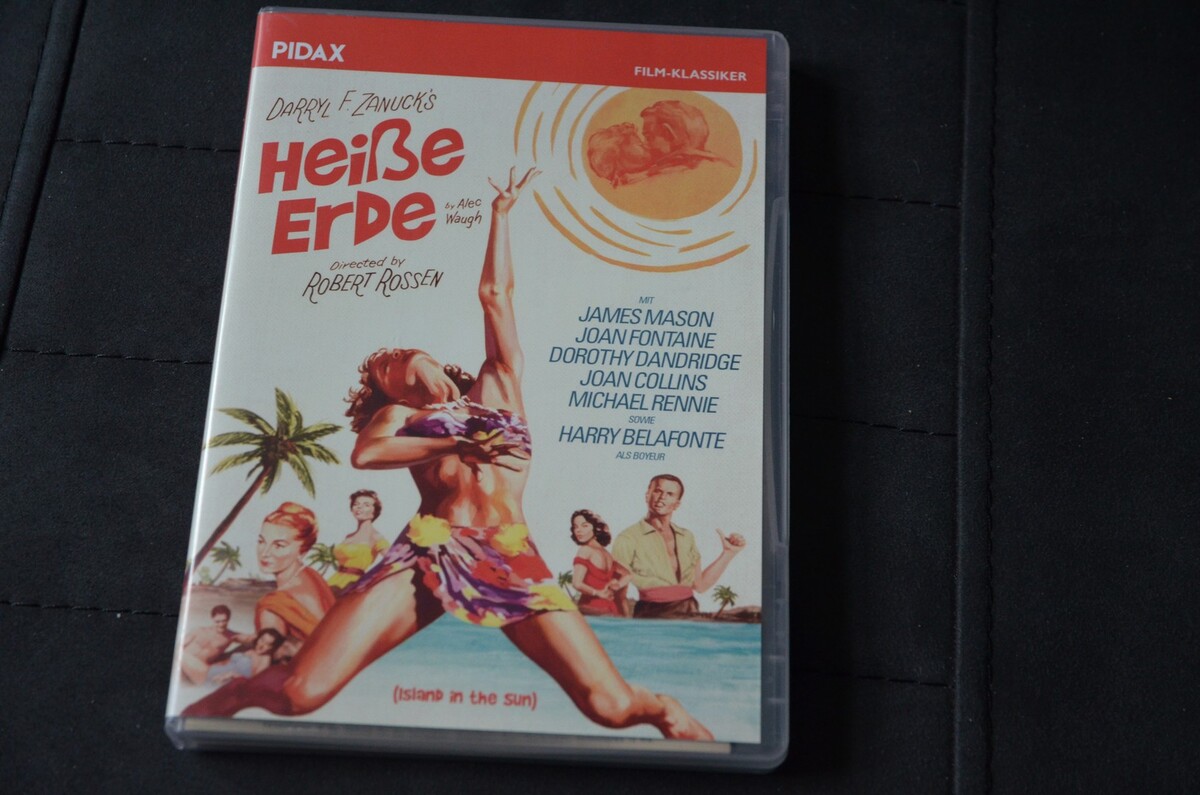 PIDAX
FILM-KLASSIKER
DARRYL F. ZANUCK'S
Heiße
Erde
by Alec
Waugh
Directed by
ROBERT ROSSEN
MIT
JAMES MASON
JOAN FONTAINE
DOROTHY DANDRIDGE
JOAN COLLINS
MICHAEL RENNIE
SOWIE
HARRY BELAFONTE
ALS BOYEUR
(Island in the sun)